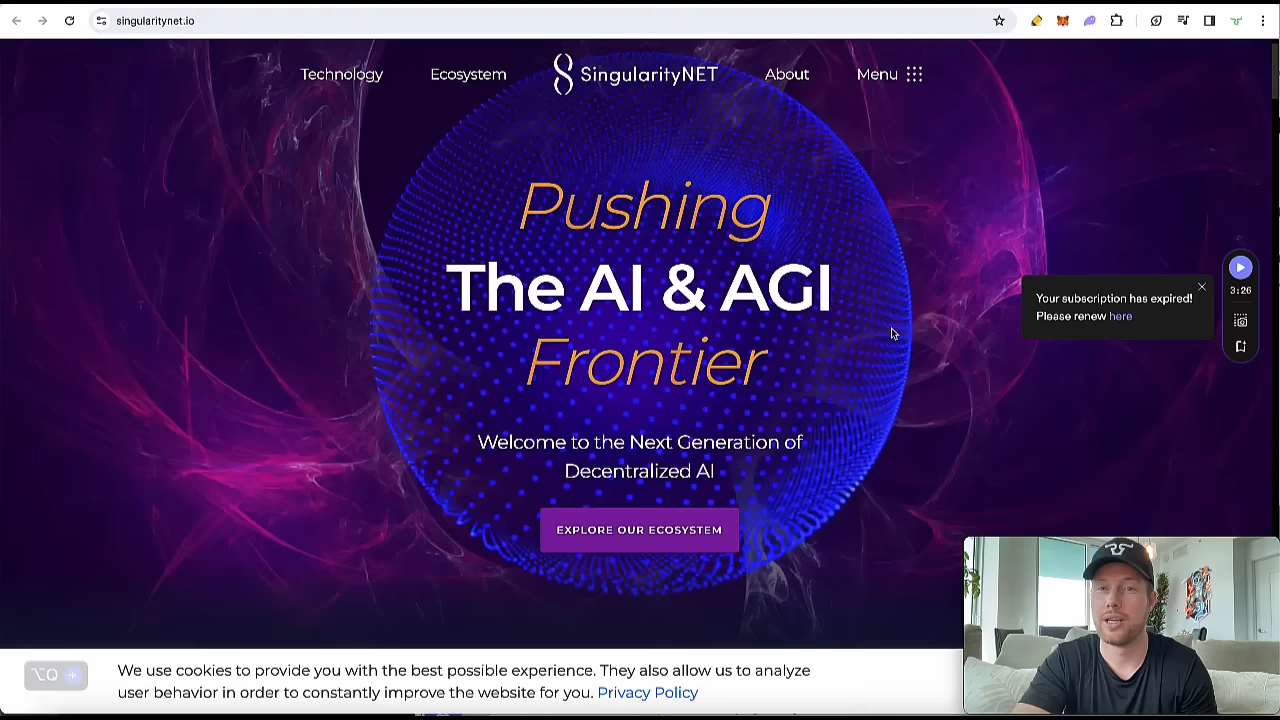 singularitynet.io
Technology
Ecosystem
SingularityNET
About
Menu
Pushing
The AI & AGI
Frontier
Your subscription has expired!
Please renew here
3:26
Welcome to the Next Generation of
Decentralized AI
EXPLORE OUR ECOSYSTEM
⌥Q
We use cookies to provide you with the best possible experience. They also allow us to analyze
user behavior in order to constantly improve the website for you. Privacy Policy